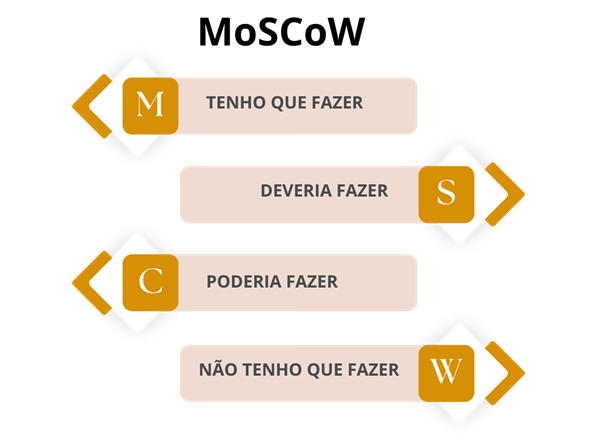 MoSCoW
M TENHO QUE FAZER
DEVERIA FAZER S
C PODERIA FAZER
NÃO TENHO QUE FAZER W